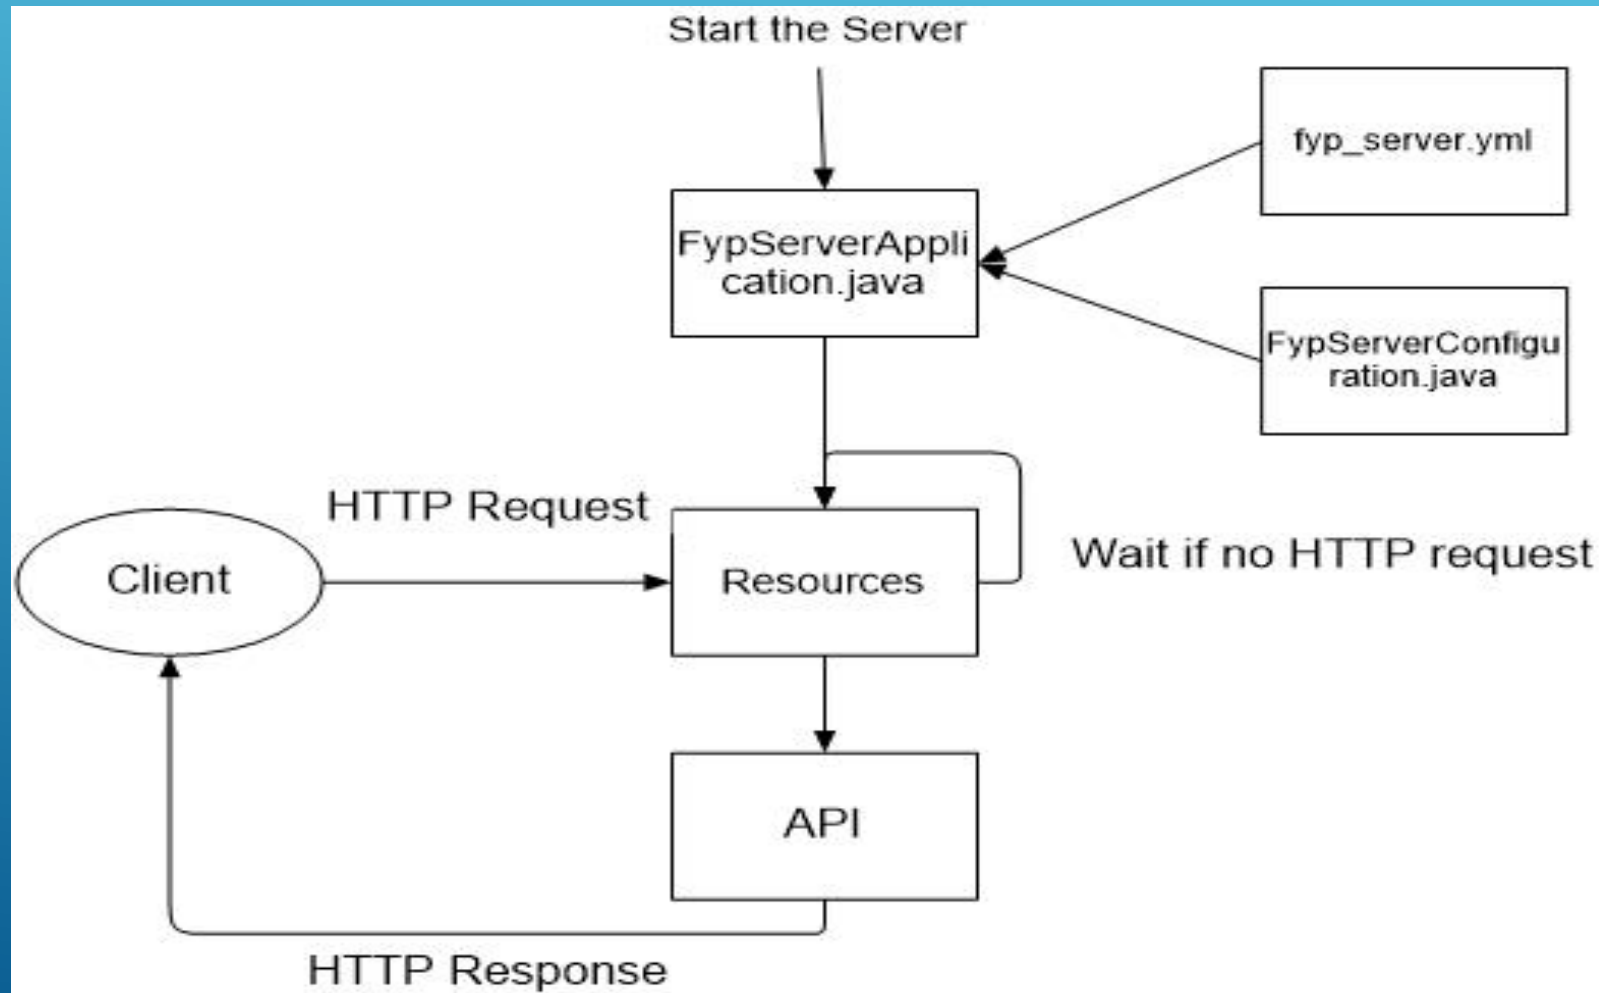 Start the Server
fyp_server.yml
FypServerAppli
cation.java
FypServerConfigu
ration.java
HTTP Request
Wait if no HTTP request
Client
Resources
API
HTTP Response